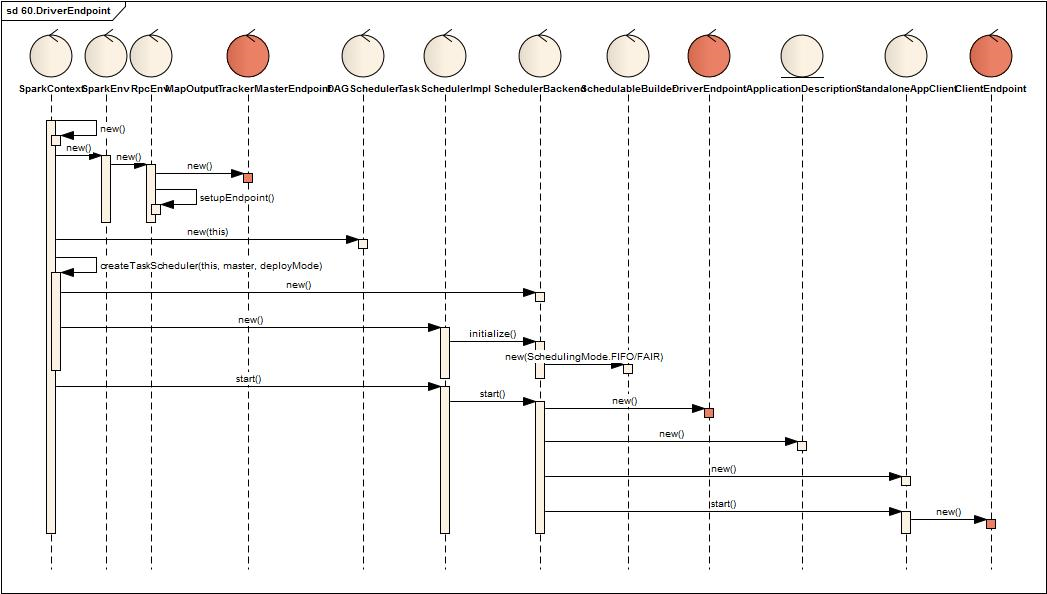 sd 60.DriverEndpoint
SparkContext SparkEnv RpcEnv MapOutputTrackerMasterEndpoint DAGScheduler TaskSchedulerImpl SchedulerBackend SchedulableBuilder DriverEndpoint ApplicationDescription StandaloneAppClient ClientEndpoint
new()
new()
new()
new()
setupEndpoint()
new(this)
createTaskScheduler(this, master, deployMode)
new()
new()
initialize()
new(SchedulingMode.FIFO/FAIR)
start()
start()
new()
new()
new()
start()
new()